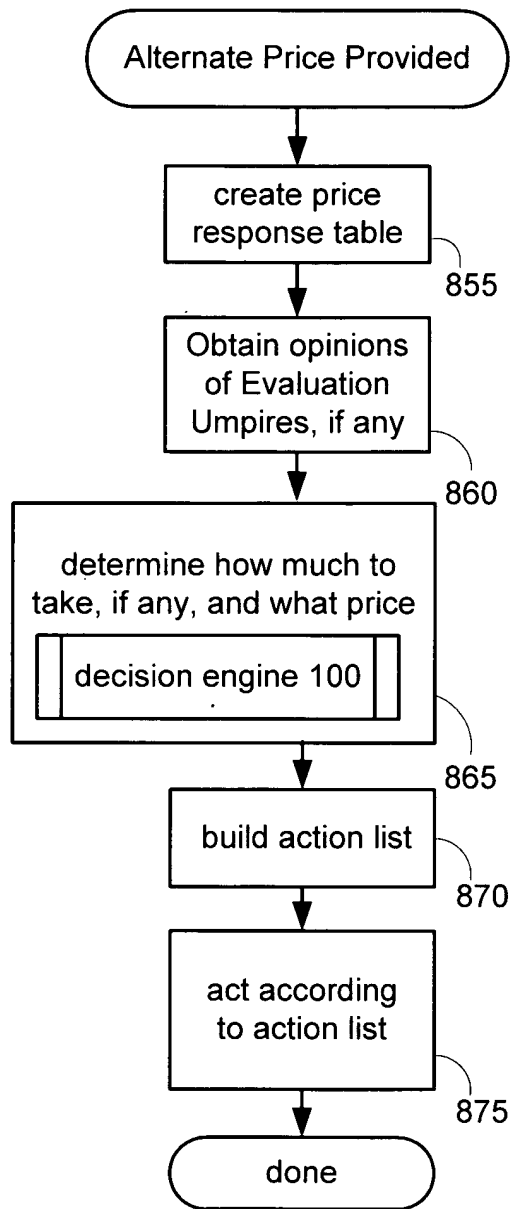 Alternate Price Provided
create price
response table
855
Obtain opinions
of Evaluation
Umpires, if any
860
determine how much to
take, if any, and what price
decision engine 100
865
build action list
870
act according
to action list
875
done